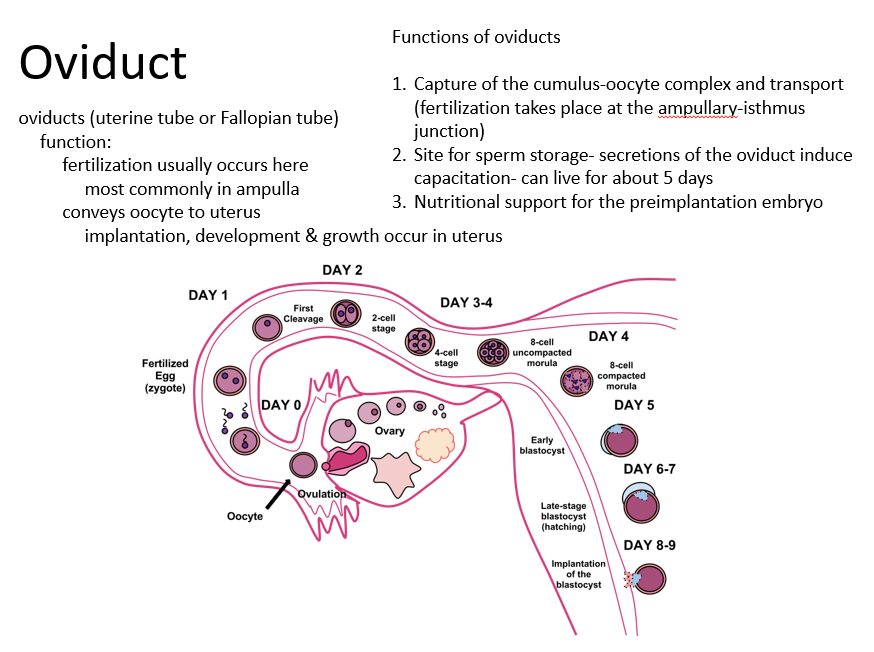 Oviduct
oviducts (uterine tube or Fallopian tube)
function:
fertilization usually occurs here
most commonly in ampulla
conveys oocyte to uterus
implantation, development & growth occur in uterus
Functions of oviducts
1. Capture of the cumulus-oocyte complex and transport
(fertilization takes place at the ampullary-isthmus
junction)
2. Site for sperm storage- secretions of the oviduct induce
capacitation- can live for about 5 days
3. Nutritional support for the preimplantation embryo
DAY 0
Oocyte
Ovulation
Ovary
Fertilized
Egg
(zygote)
DAY 1
First
Cleavage
DAY 2
2-cell
stage
DAY 3-4
4-cell
stage
8-cell
uncompacted
morula
DAY 4
8-cell
compacted
morula
DAY 5
Early
blastocyst
DAY 6-7
Late-stage
blastocyst
(hatching)
DAY 8-9
Implantation
of the
blastocyst